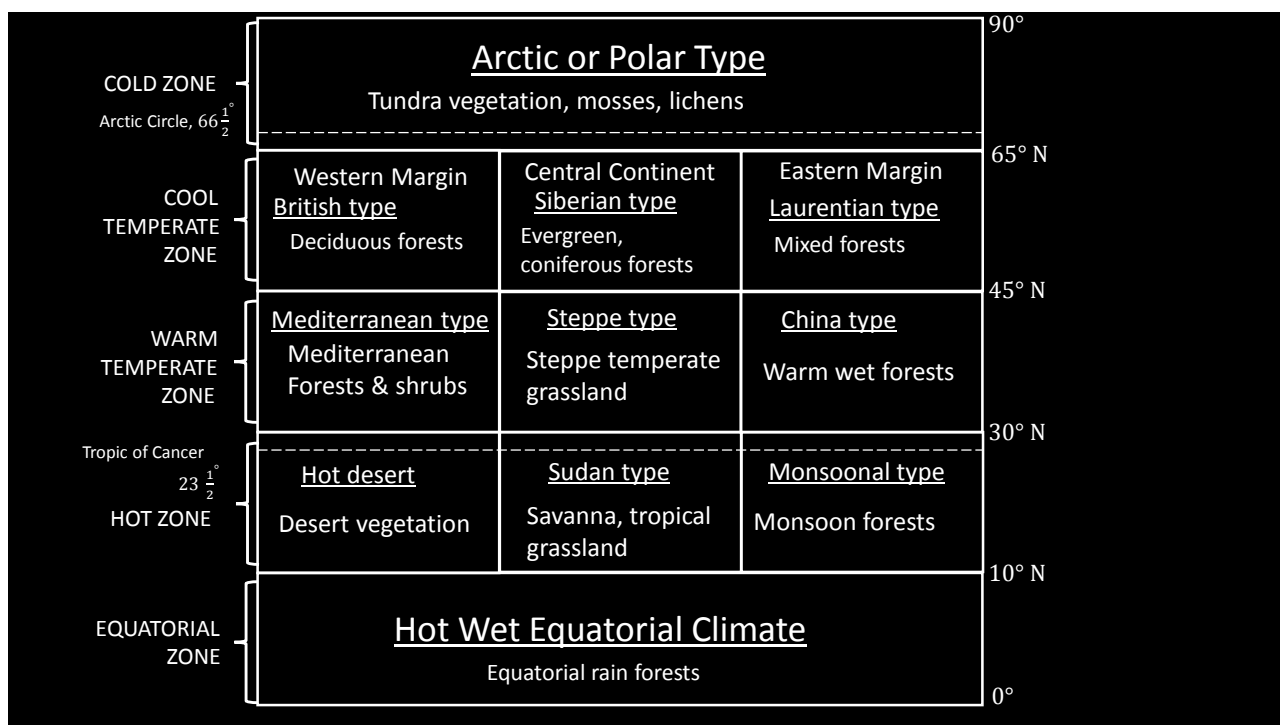 90°
Arctic or Polar Type
COLD ZONE
Tundra vegetation, mosses, lichens
Arctic Circle, 66 1/2°
65° N
Western Margin
British type
Deciduous forests
Central Continent
Siberian type
Evergreen,
coniferous forests
Eastern Margin
Laurentian type
Mixed forests
COOL
TEMPERATE
ZONE
45° N
Mediterranean type
Mediterranean
Forests & shrubs
Steppe type
Steppe temperate
grassland
China type
Warm wet forests
WARM
TEMPERATE
ZONE
30° N
Tropic of Cancer
23 1/2°
HOT ZONE
Hot desert
Desert vegetation
Sudan type
Savanna, tropical
grassland
Monsoonal type
Monsoon forests
10° N
EQUATORIAL
ZONE
Hot Wet Equatorial Climate
Equatorial rain forests
0°